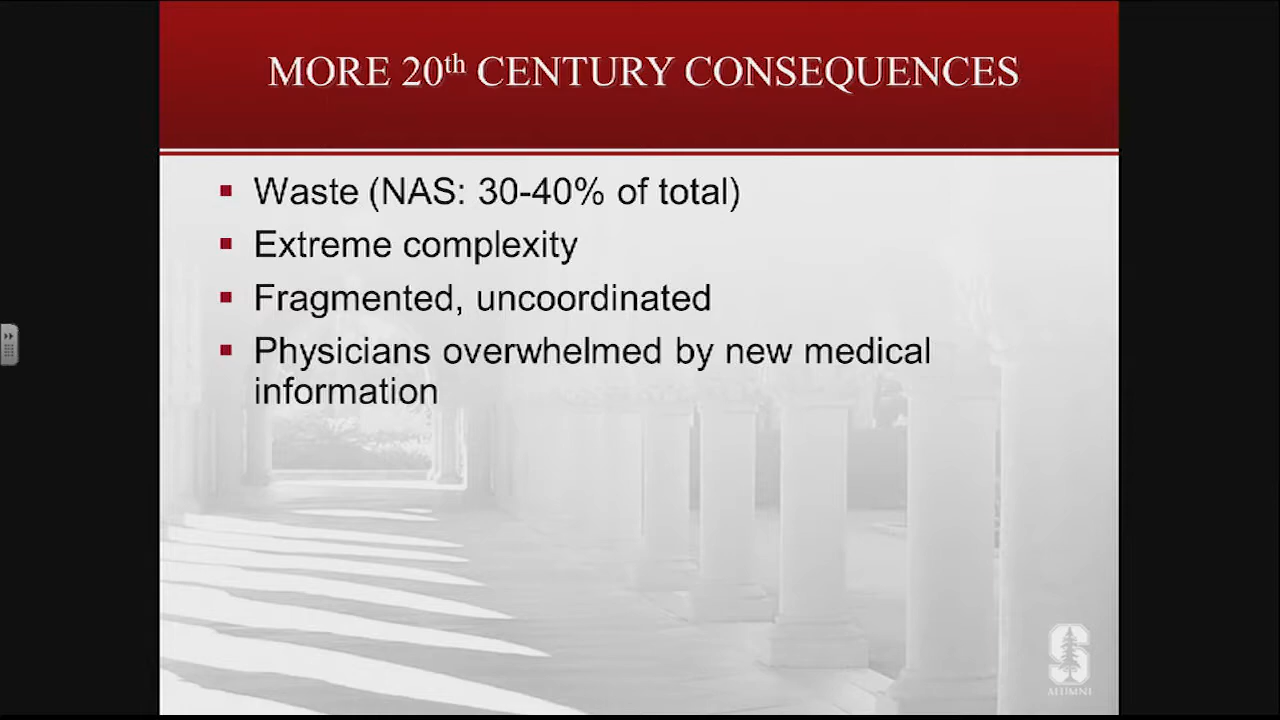 MORE 20th CENTURY CONSEQUENCES
Waste (NAS: 30-40% of total)
Extreme complexity
Fragmented, uncoordinated
Physicians overwhelmed by new medical
information
S
ALUMNI